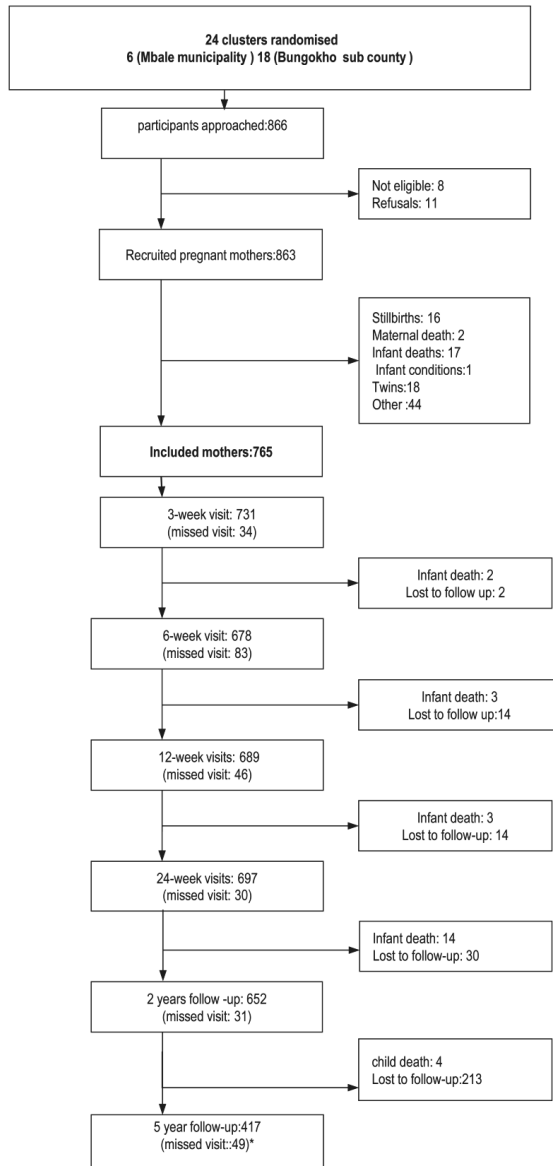 24 clusters randomised
6 (Mbale municipality ) 18 (Bungokho sub county )
participants approached:866
Not eligible: 8
Refusals: 11
Recruited pregnant mothers:863
Stillbirths: 16
Maternal death: 2
Infant deaths: 17
Infant conditions:1
Twins:18
Other :44
Included mothers:765
3-week visit: 731
(missed visit: 34)
Infant death: 2
Lost to follow up: 2
6-week visit: 678
(missed visit: 83)
Infant death: 3
Lost to follow up:14
12-week visits: 689
(missed visit: 46)
Infant death: 3
Lost to follow-up: 14
24-week visits: 697
(missed visit: 30)
Infant death: 14
Lost to follow-up: 30
2 years follow -up: 652
(missed visit: 31)
child death: 4
Lost to follow-up:213
5 year follow-up:417
(missed visit::49)*